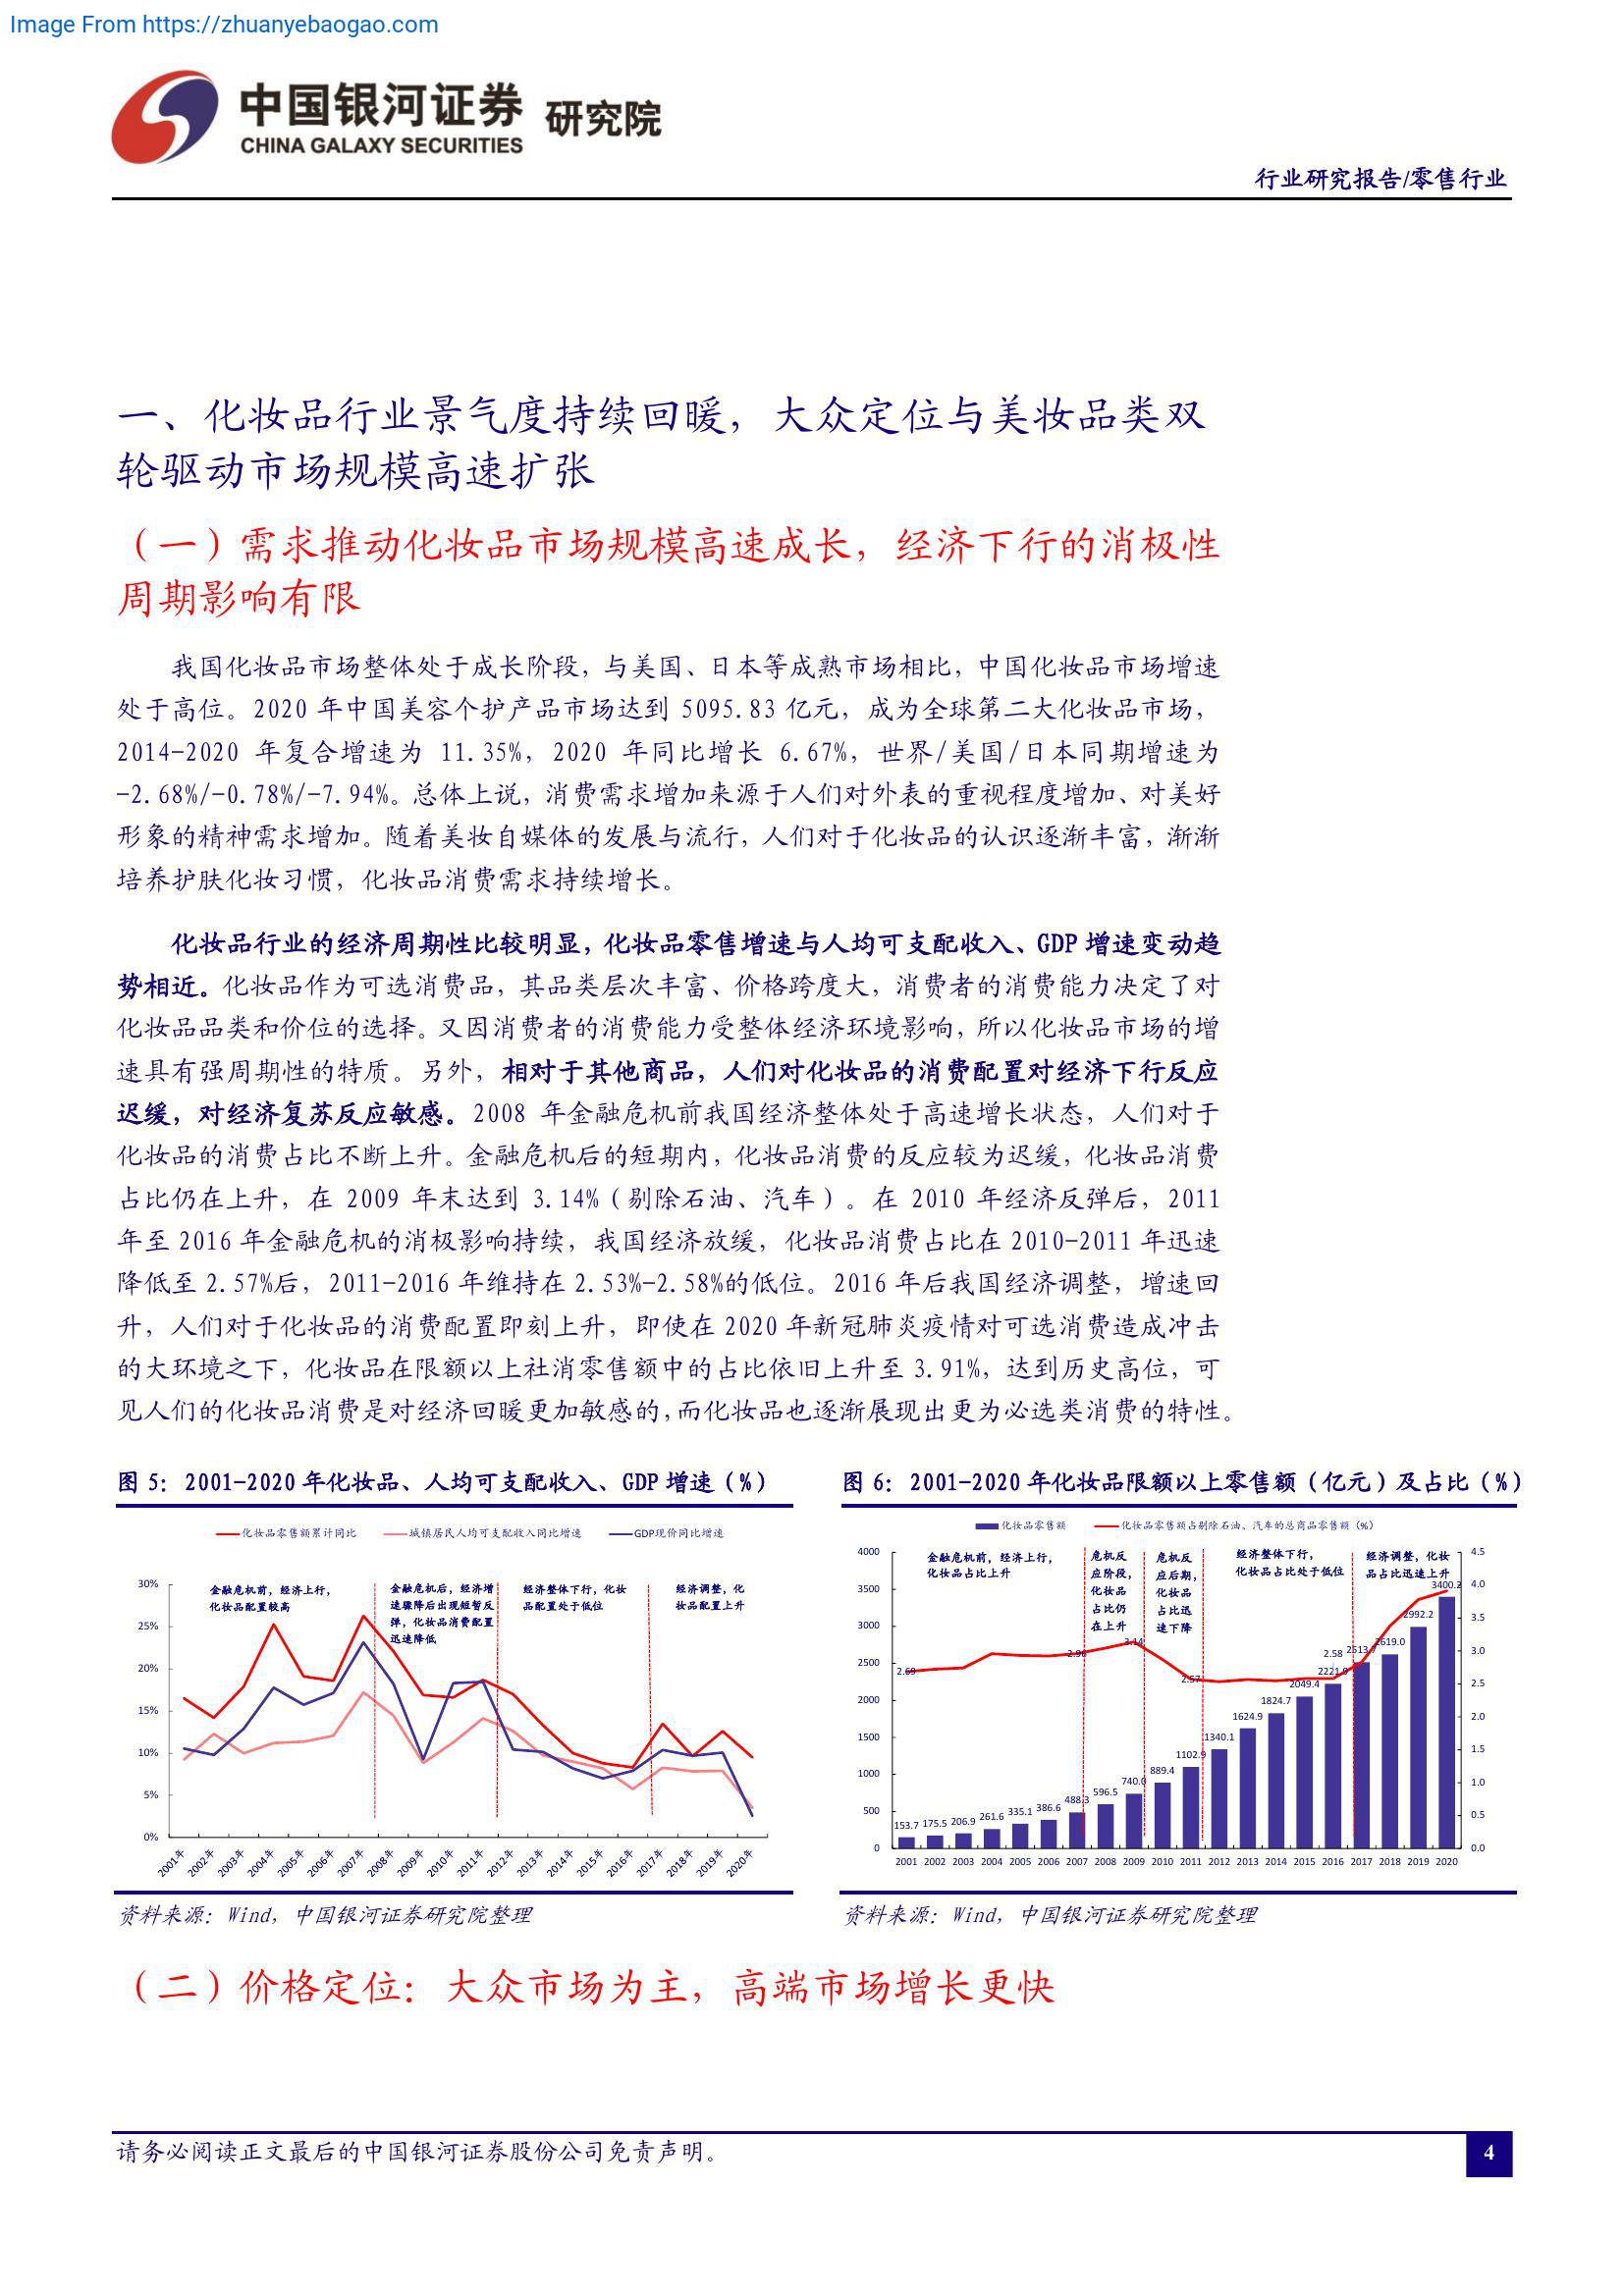 Image From https://zhuanyebaogao.com
中国银河证券 研究院
CHINA GALAXY SECURITIES
行业研究报告/零售行业
一、化妆品行业景气度持续回暖，大众定位与美妆品类双
轮驱动市场规模高速扩张
（一）需求推动化妆品市场规模高速成长，经济下行的消极性
周期影响有限
我国化妆品市场整体处于成长阶段，与美国、日本等成熟市场相比，中国化妆品市场增速
处于高位。2020 年中国美容个护产品市场达到 5095.83 亿元，成为全球第二大化妆品市场，
2014-2020 年复合增速为 11.35%，2020 年同比增长 6.67%，世界/美国/日本同期增速为
-2.68%/-0.78%/-7.94%。总体上说，消费需求增加来源于人们对外表的重视程度增加、对美好
形象的精神需求增加。随着美妆自媒体的发展与流行，人们对于化妆品的认识逐渐丰富，渐渐
培养护肤化妆习惯，化妆品消费需求持续增长。
化妆品行业的经济周期性比较明显，化妆品零售增速与人均可支配收入、GDP 增速变动趋
势相近。化妆品作为可选消费品，其品类层次丰富、价格跨度大，消费者的消费能力决定了对
化妆品品类和价位的选择。又因消费者的消费能力受整体经济环境影响，所以化妆品市场的增
速具有强周期性的特质。另外，相对于其他商品，人们对化妆品的消费配置对经济下行反应
迟缓，对经济复苏反应敏感。2008 年金融危机前我国经济整体处于高速增长状态，人们对于
化妆品的消费占比不断上升。金融危机后的短期内，化妆品消费的反应较为迟缓，化妆品消费
占比仍在上升，在 2009 年末达到 3.14%（剔除石油、汽车）。在 2010 年经济反弹后，2011
年至 2016 年金融危机的消极影响持续，我国经济放缓，化妆品消费占比在 2010-2011 年迅速
降低至 2.57%后，2011-2016 年维持在 2.53%-2.58%的低位。2016 年后我国经济调整，增速回
升，人们对于化妆品的消费配置即刻上升，即使在 2020 年新冠肺炎疫情对可选消费造成冲击
的大环境之下，化妆品在限额以上社消零售额中的占比依旧上升至 3.91%，达到历史高位，可
见人们的化妆品消费是对经济回暖更加敏感的，而化妆品也逐渐展现出更为必选类消费的特性。
图 5：2001-2020 年化妆品、人均可支配收入、GDP 增速（%）
化妆品零售额累计同比 城镇居民人均可支配收入同比增速 GDP现价同比增速
金融危机前，经济上行，
化妆品配置较高
金融危机后，经济增
速骤降后出现短暂反
弹，化妆品消费配置
迅速降低
经济整体下行，化妆
品配置处于低位
经济调整，化
妆品配置上升
30%
25%
20%
15%
10%
5%
0%
2001年 2002年 2003年 2004年 2005年 2006年 2007年 2008年 2009年 2010年 2011年 2012年 2013年 2014年 2015年 2016年 2017年 2018年 2019年 2020年
资料来源：Wind，中国银河证券研究院整理
图 6：2001-2020 年化妆品限额以上零售额（亿元）及占比（%）
化妆品零售额 化妆品零售额占剔除石油、汽车的总商品零售额（%）
金融危机前，经济上行，
化妆品占比上升
危机反
应阶段，
化妆品
占比仍
在上升
危机反
应后期，
化妆品
占比迅
速下降
经济整体下行，
化妆品占比处于低位
经济调整，化妆
品占比迅速上升
4000
3500
3000
2500
2000
1500
1000
500
0
4.5
4.0
3.5
3.0
2.5
2.0
1.5
1.0
0.5
0.0
2.69 2.96 3.14 2.57 2.58
153.7 175.5 206.9 261.6 335.1 386.6 488.3 596.5 740.0 889.4 1102.9 1340.1 1624.9 1824.7 2049.4 2221.9 2619.0 2992.2 3400.2
2001 2002 2003 2004 2005 2006 2007 2008 2009 2010 2011 2012 2013 2014 2015 2016 2017 2018 2019 2020
资料来源：Wind，中国银河证券研究院整理
（二）价格定位：大众市场为主，高端市场增长更快
请务必阅读正文最后的中国银河证券股份公司免责声明。
4